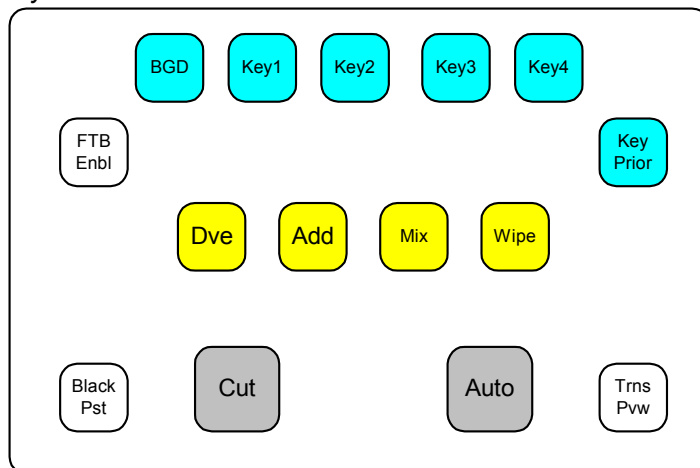 BGD
Key1
Key2
Key3
Key4
FTB
Enbl
Key
Prior
Dve
Add
Mix
Wipe
Black
Pst
Cut
Auto
Trns
Pvw